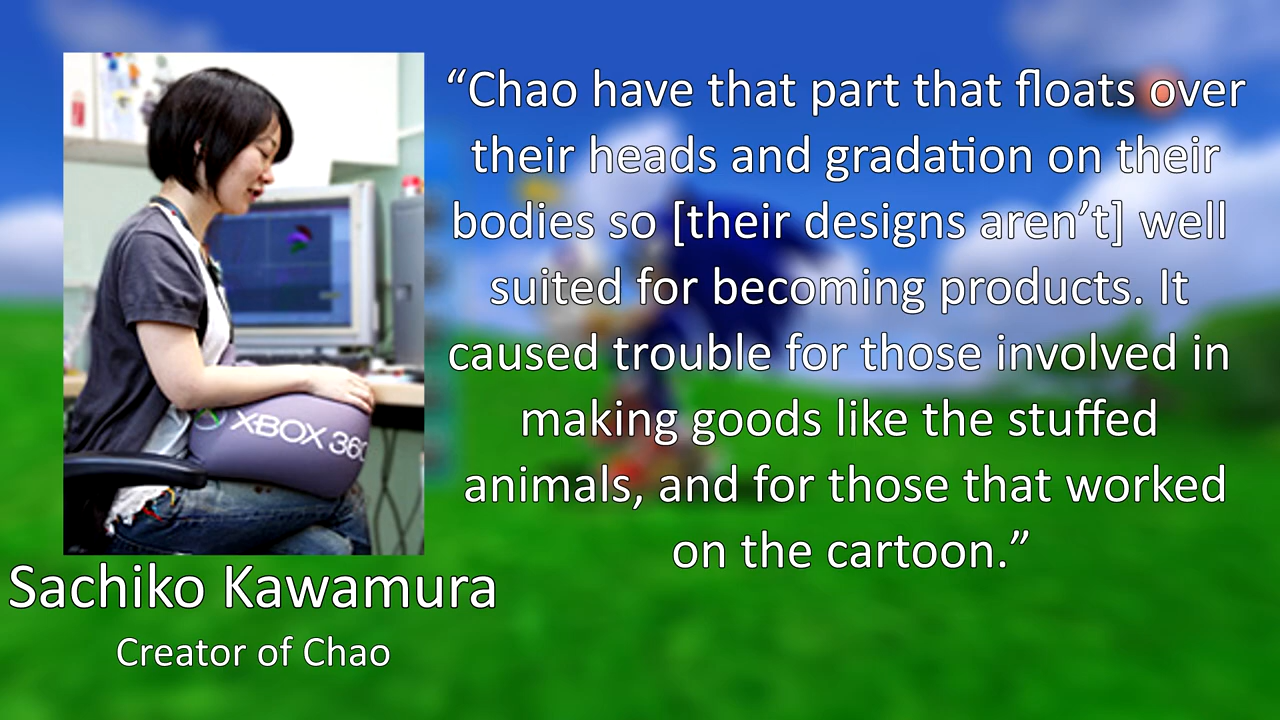 “Chao have that part that floats over
their heads and gradation on their
bodies so [their designs aren’t] well
suited for becoming products. It
caused trouble for those involved in
making goods like the stuffed
animals, and for those that worked
on the cartoon.”
XBOX 360
Sachiko Kawamura
Creator of Chao